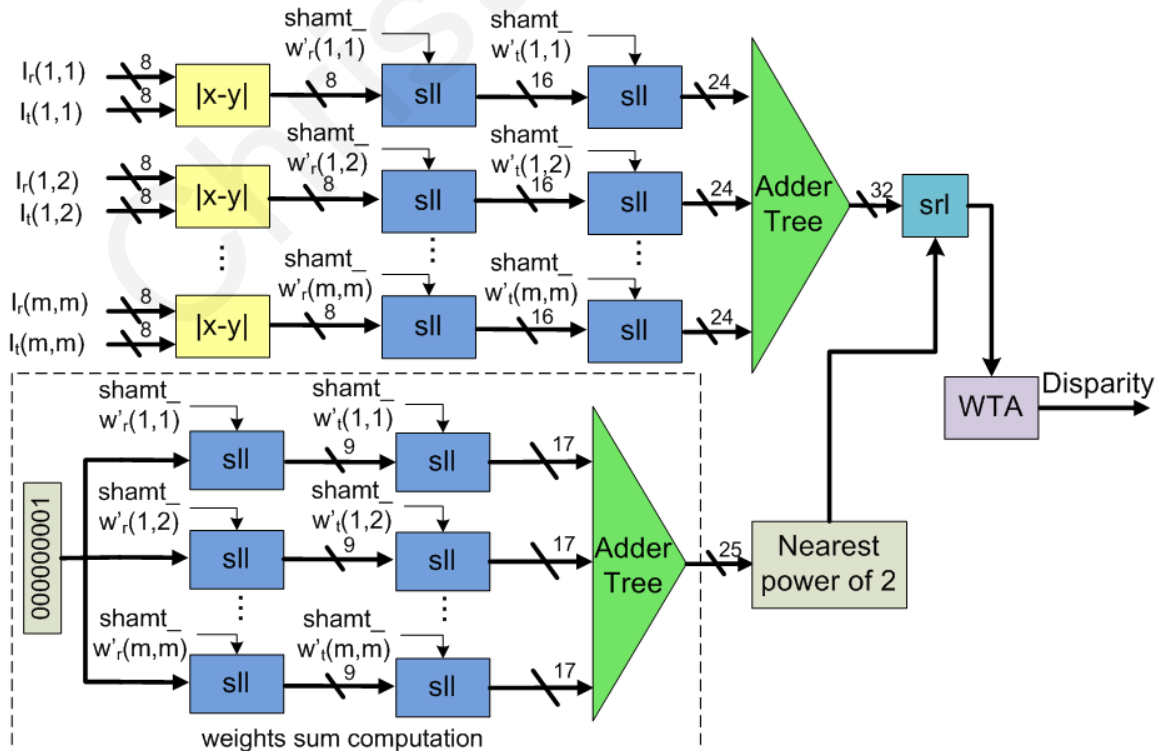 shamt_ w'r(1,1) shamt_ w't(1,1)
Ir(1,1) 8 |x-y| 8 sll 16 sll 24
It(1,1) 8
shamt_ w'r(1,2) shamt_ w't(1,2)
Ir(1,2) 8 |x-y| 8 sll 16 sll 24
It(1,2) 8
Adder Tree 32 srl
shamt_ w'r(m,m) shamt_ w't(m,m)
Ir(m,m) 8 |x-y| 8 sll 16 sll 24
It(m,m) 8
WTA Disparity
000000001
shamt_ w'r(1,1) shamt_ w't(1,1)
sll 9 sll 17
shamt_ w'r(1,2) shamt_ w't(1,2)
sll 9 sll 17
shamt_ w'r(m,m) shamt_ w't(m,m)
sll 9 sll 17
Adder Tree 25
Nearest power of 2
weights sum computation
Chris